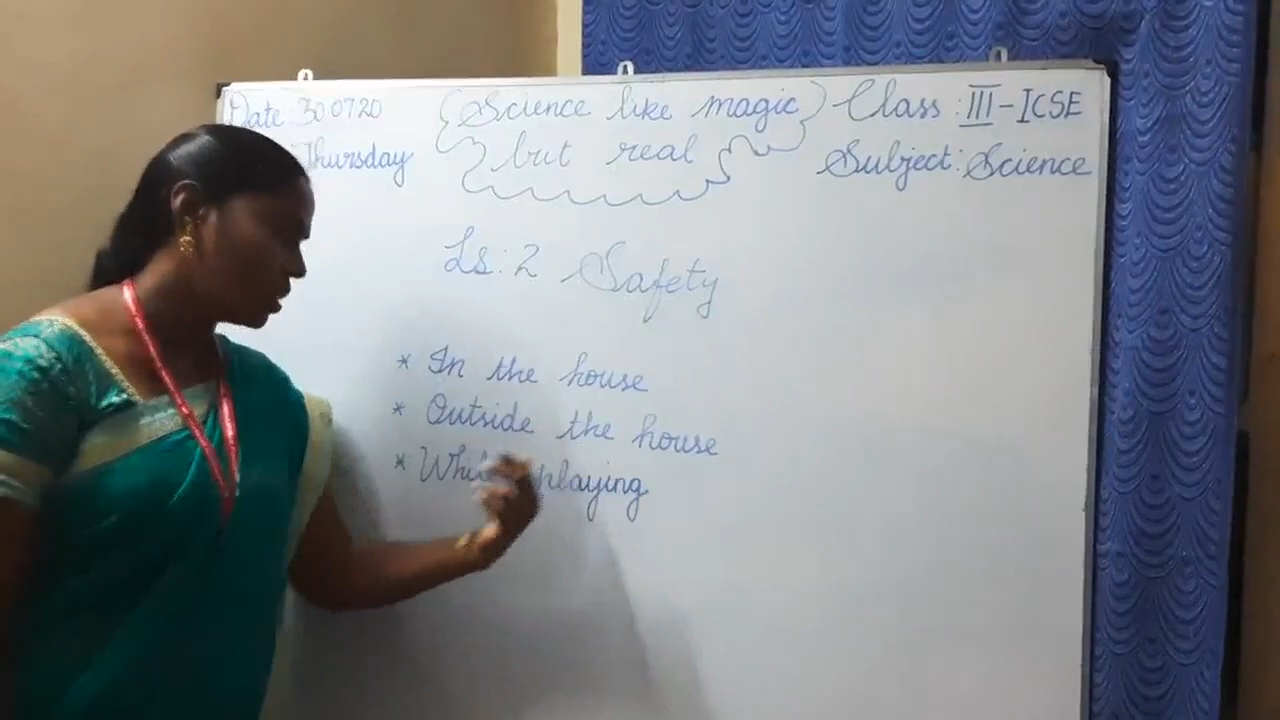 Date: 30 07 20 Science like magic Class : III - ICSE
Thursday but real Subject: Science
Ls: 2 Safety
* In the house
* Outside the house
* While playing